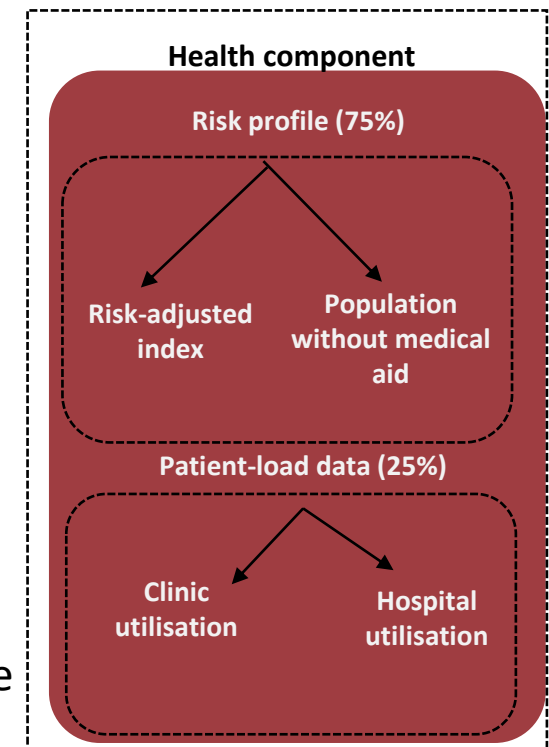 Health component
Risk profile (75%)
Risk-adjusted
index
Population
without medical
aid
Patient-load data (25%)
Clinic
utilisation
Hospital
utilisation
e